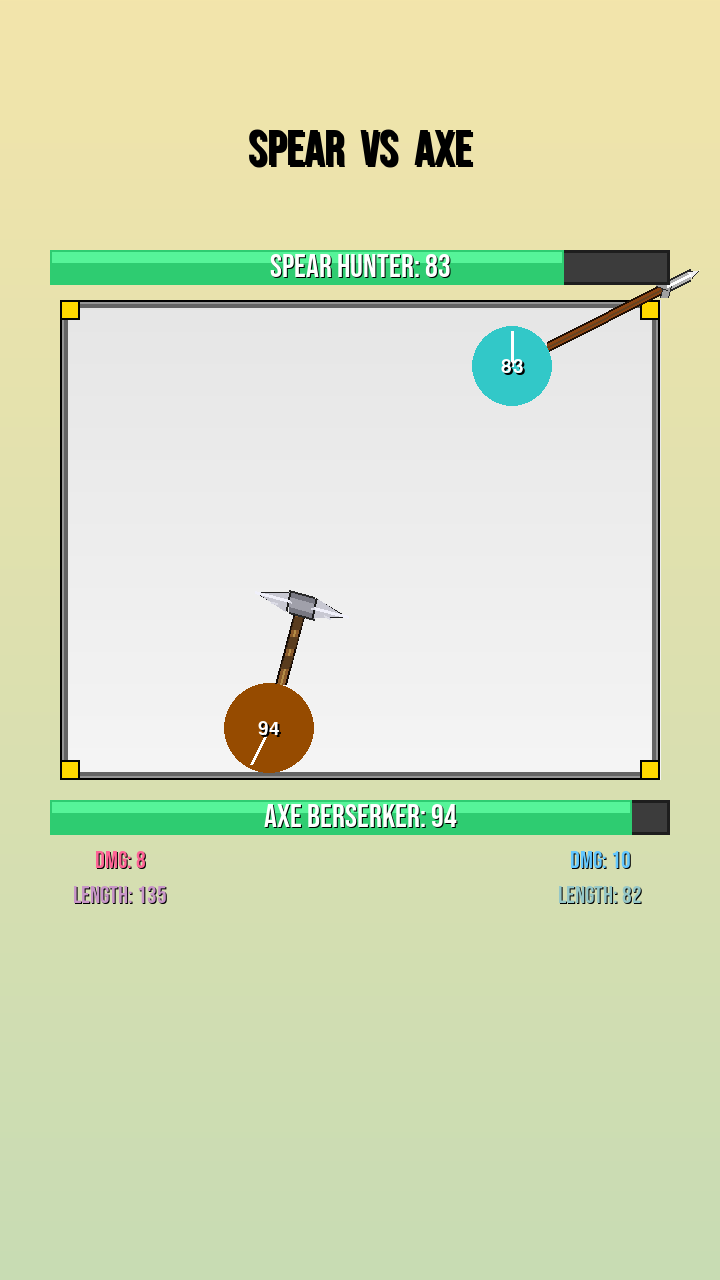 SPEAR VS AXE
SPEAR HUNTER: 83
83
94
AXE BERSERKER: 94
DMG: 8
DMG: 10
LENGTH: 135
LENGTH: 82